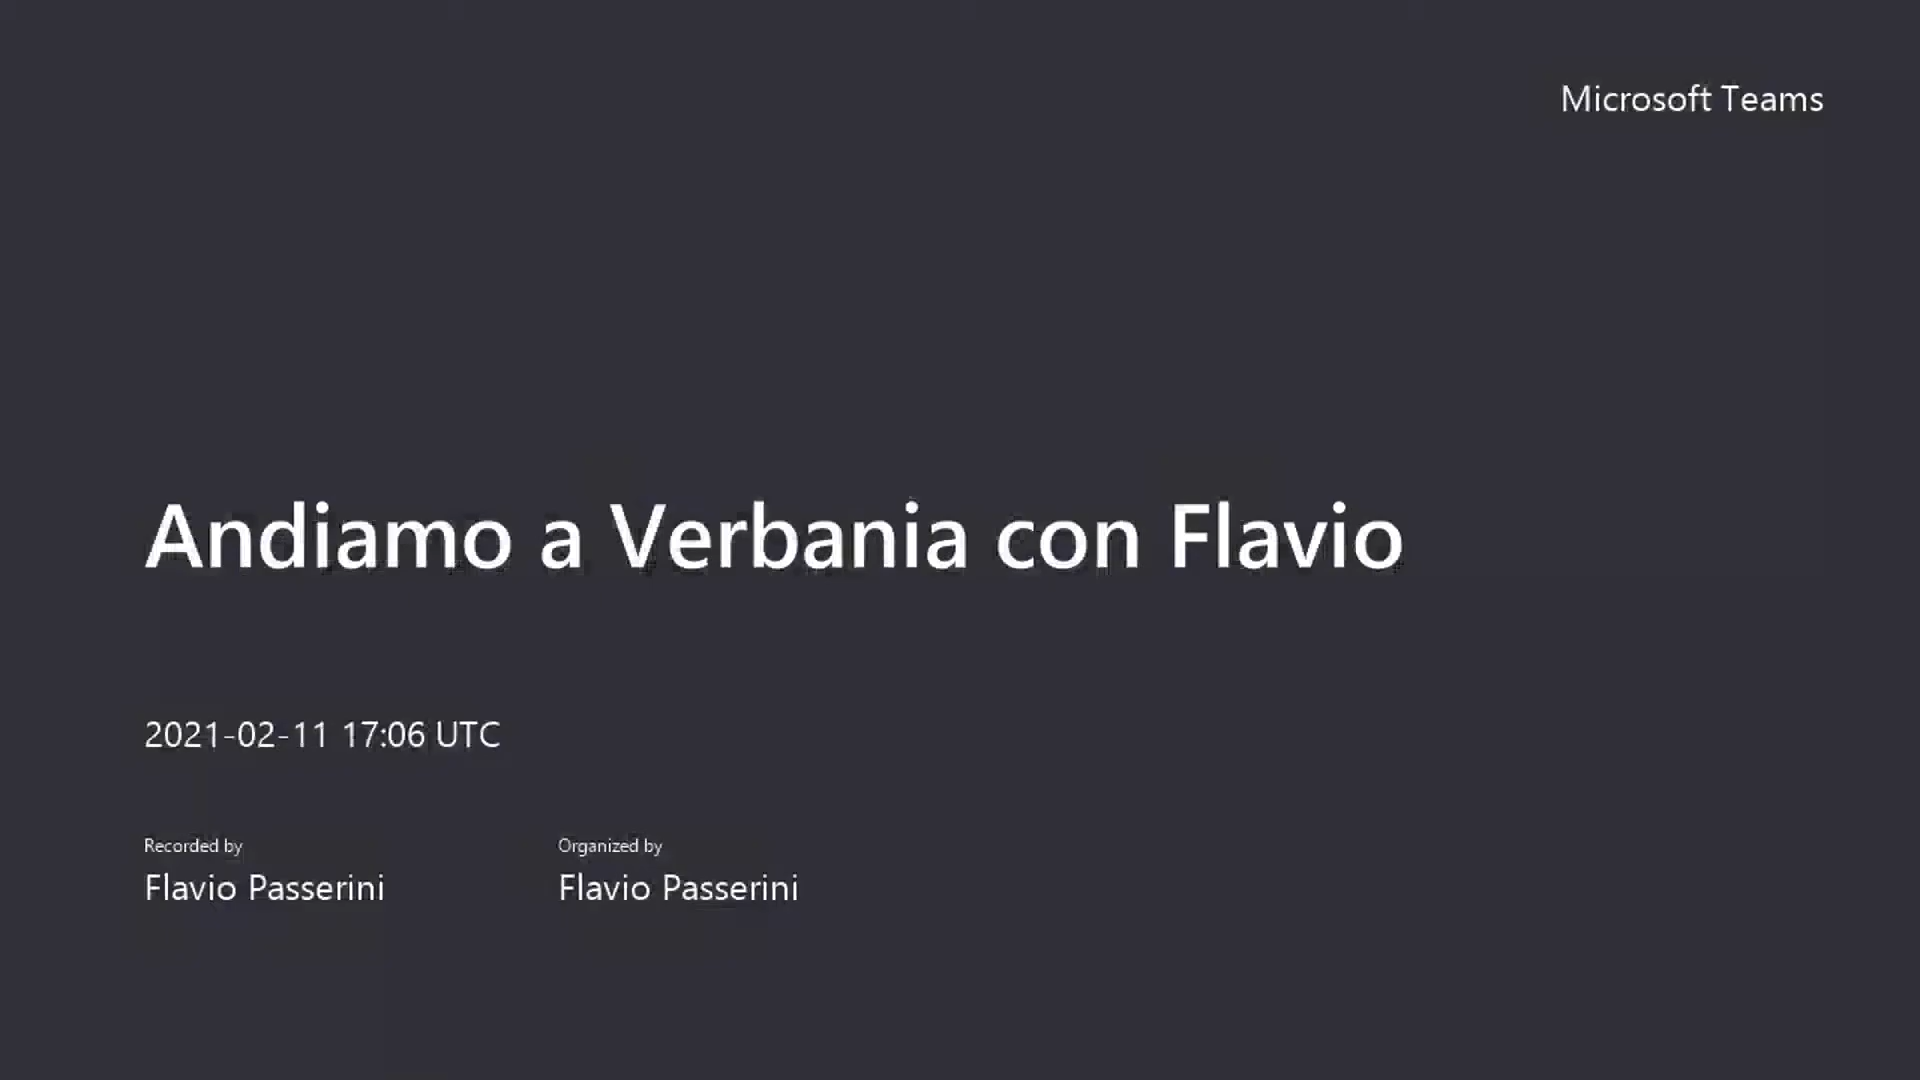 Microsoft Teams
Andiamo a Verbania con Flavio
2021-02-11 17:06 UTC
Recorded by
Flavio Passerini
Organized by
Flavio Passerini